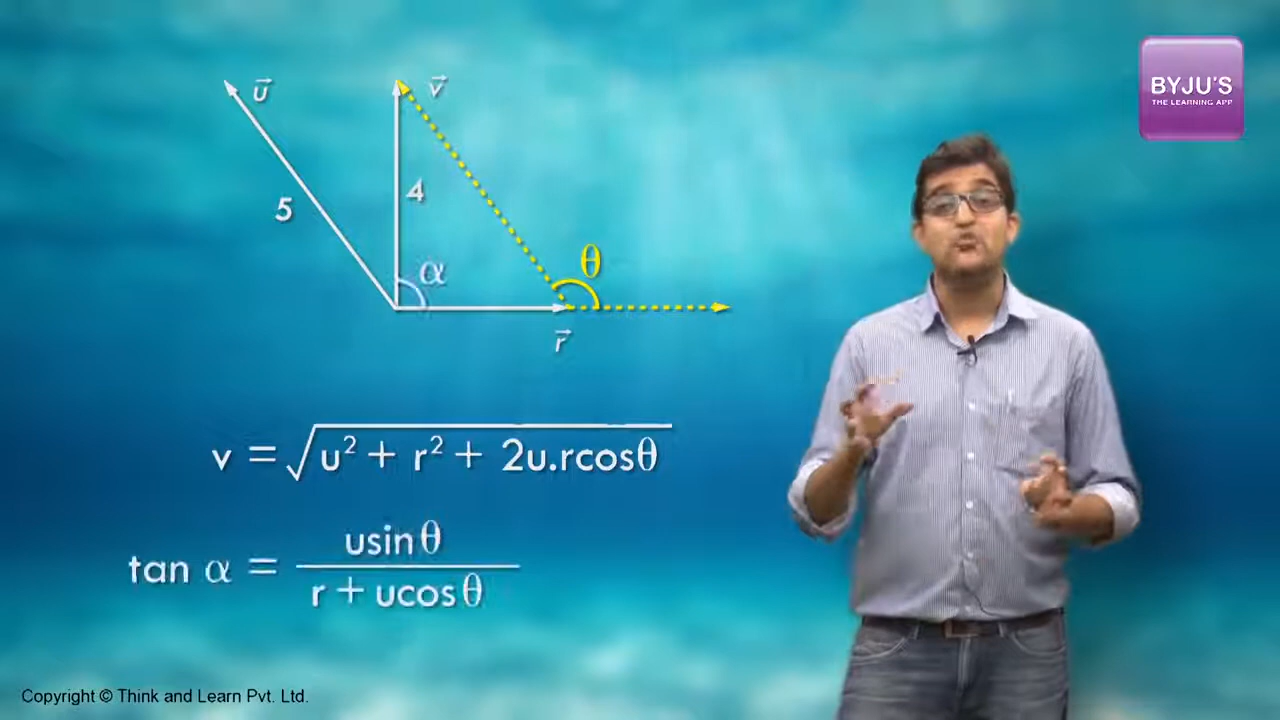 BYJU'S
THE LEARNING APP
u⃗
v⃗
5
4
α
θ
r⃗
v = √u² + r² + 2u.rcosθ
tan α = usinθ
r + ucosθ
Copyright © Think and Learn Pvt. Ltd.